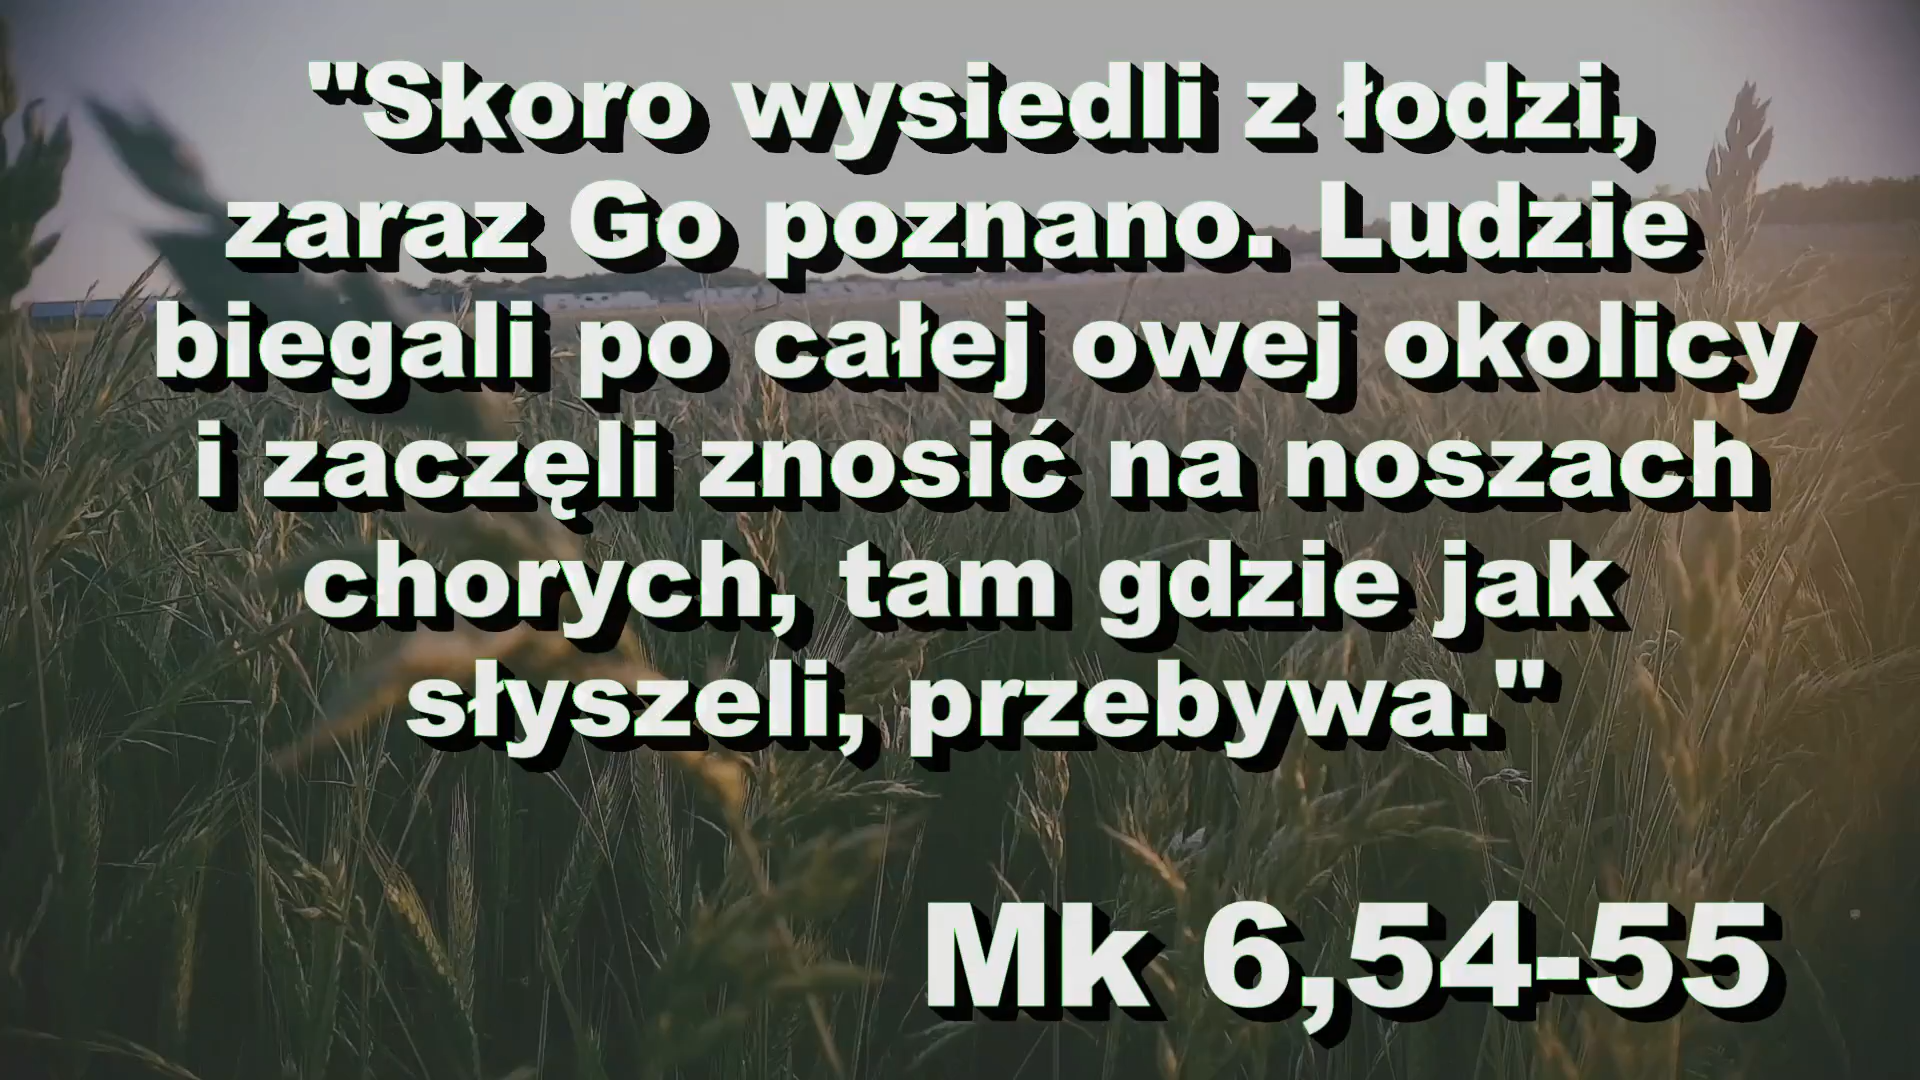 "Skoro wysiedli z łodzi,
zaraz Go poznano. Ludzie
biegali po całej owej okolicy
i zaczęli znosić na noszach
chorych, tam gdzie jak
słyszeli, przebywa."
Mk 6,54-55